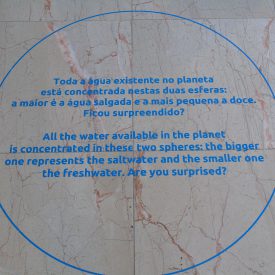 Toda a água existente no planeta
está concentrada nestas duas esferas:
a maior é a água salgada e a mais pequena a doce.
Ficou surpreendido?
All the water available in the planet
is concentrated in these two spheres: the bigger
one represents the saltwater and the smaller one
the freshwater. Are you surprised?